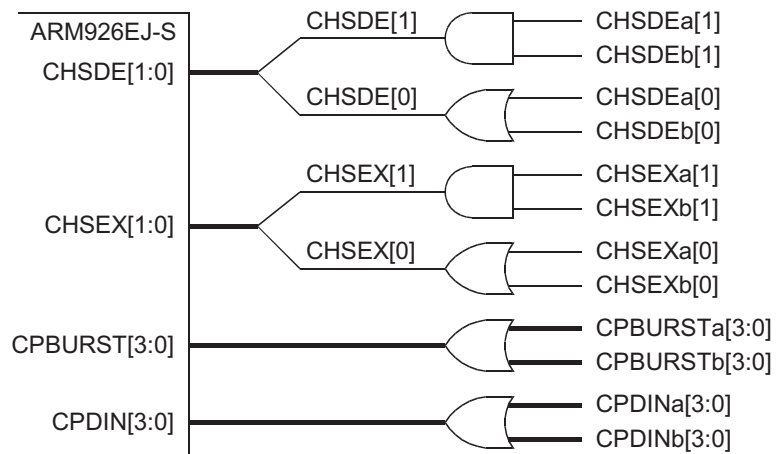 ARM926EJ-S
CHSDE[1:0]
CHSDE[1]
CHSDEa[1]
CHSDEb[1]
CHSDE[0]
CHSDEa[0]
CHSDEb[0]
CHSEX[1:0]
CHSEX[1]
CHSEXa[1]
CHSEXb[1]
CHSEX[0]
CHSEXa[0]
CHSEXb[0]
CPBURST[3:0]
CPBURSTa[3:0]
CPBURSTb[3:0]
CPDIN[3:0]
CPDINa[3:0]
CPDINb[3:0]